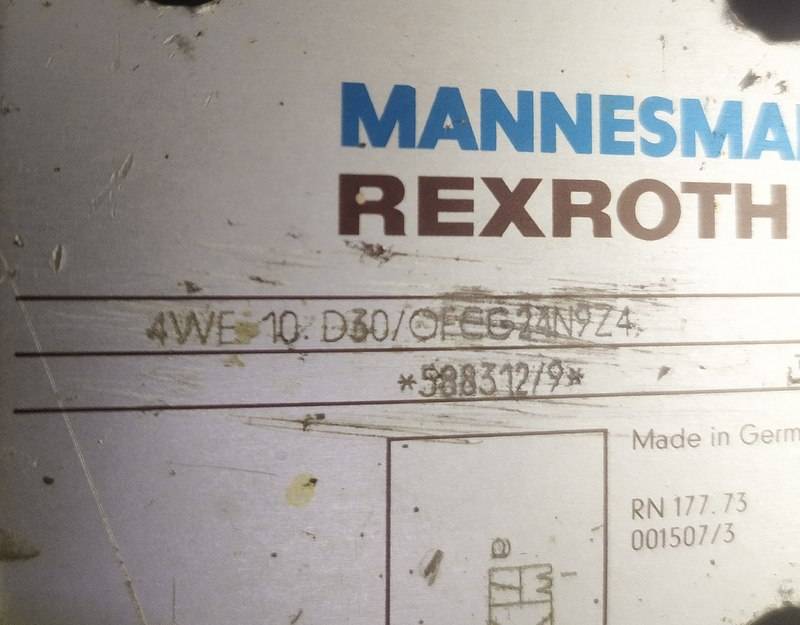 MANNESMA
REXROTH
4WE 10 D30/OFCG24N9Z4
*588312/9*
Made in Germ
RN 177.73
001507/3
a